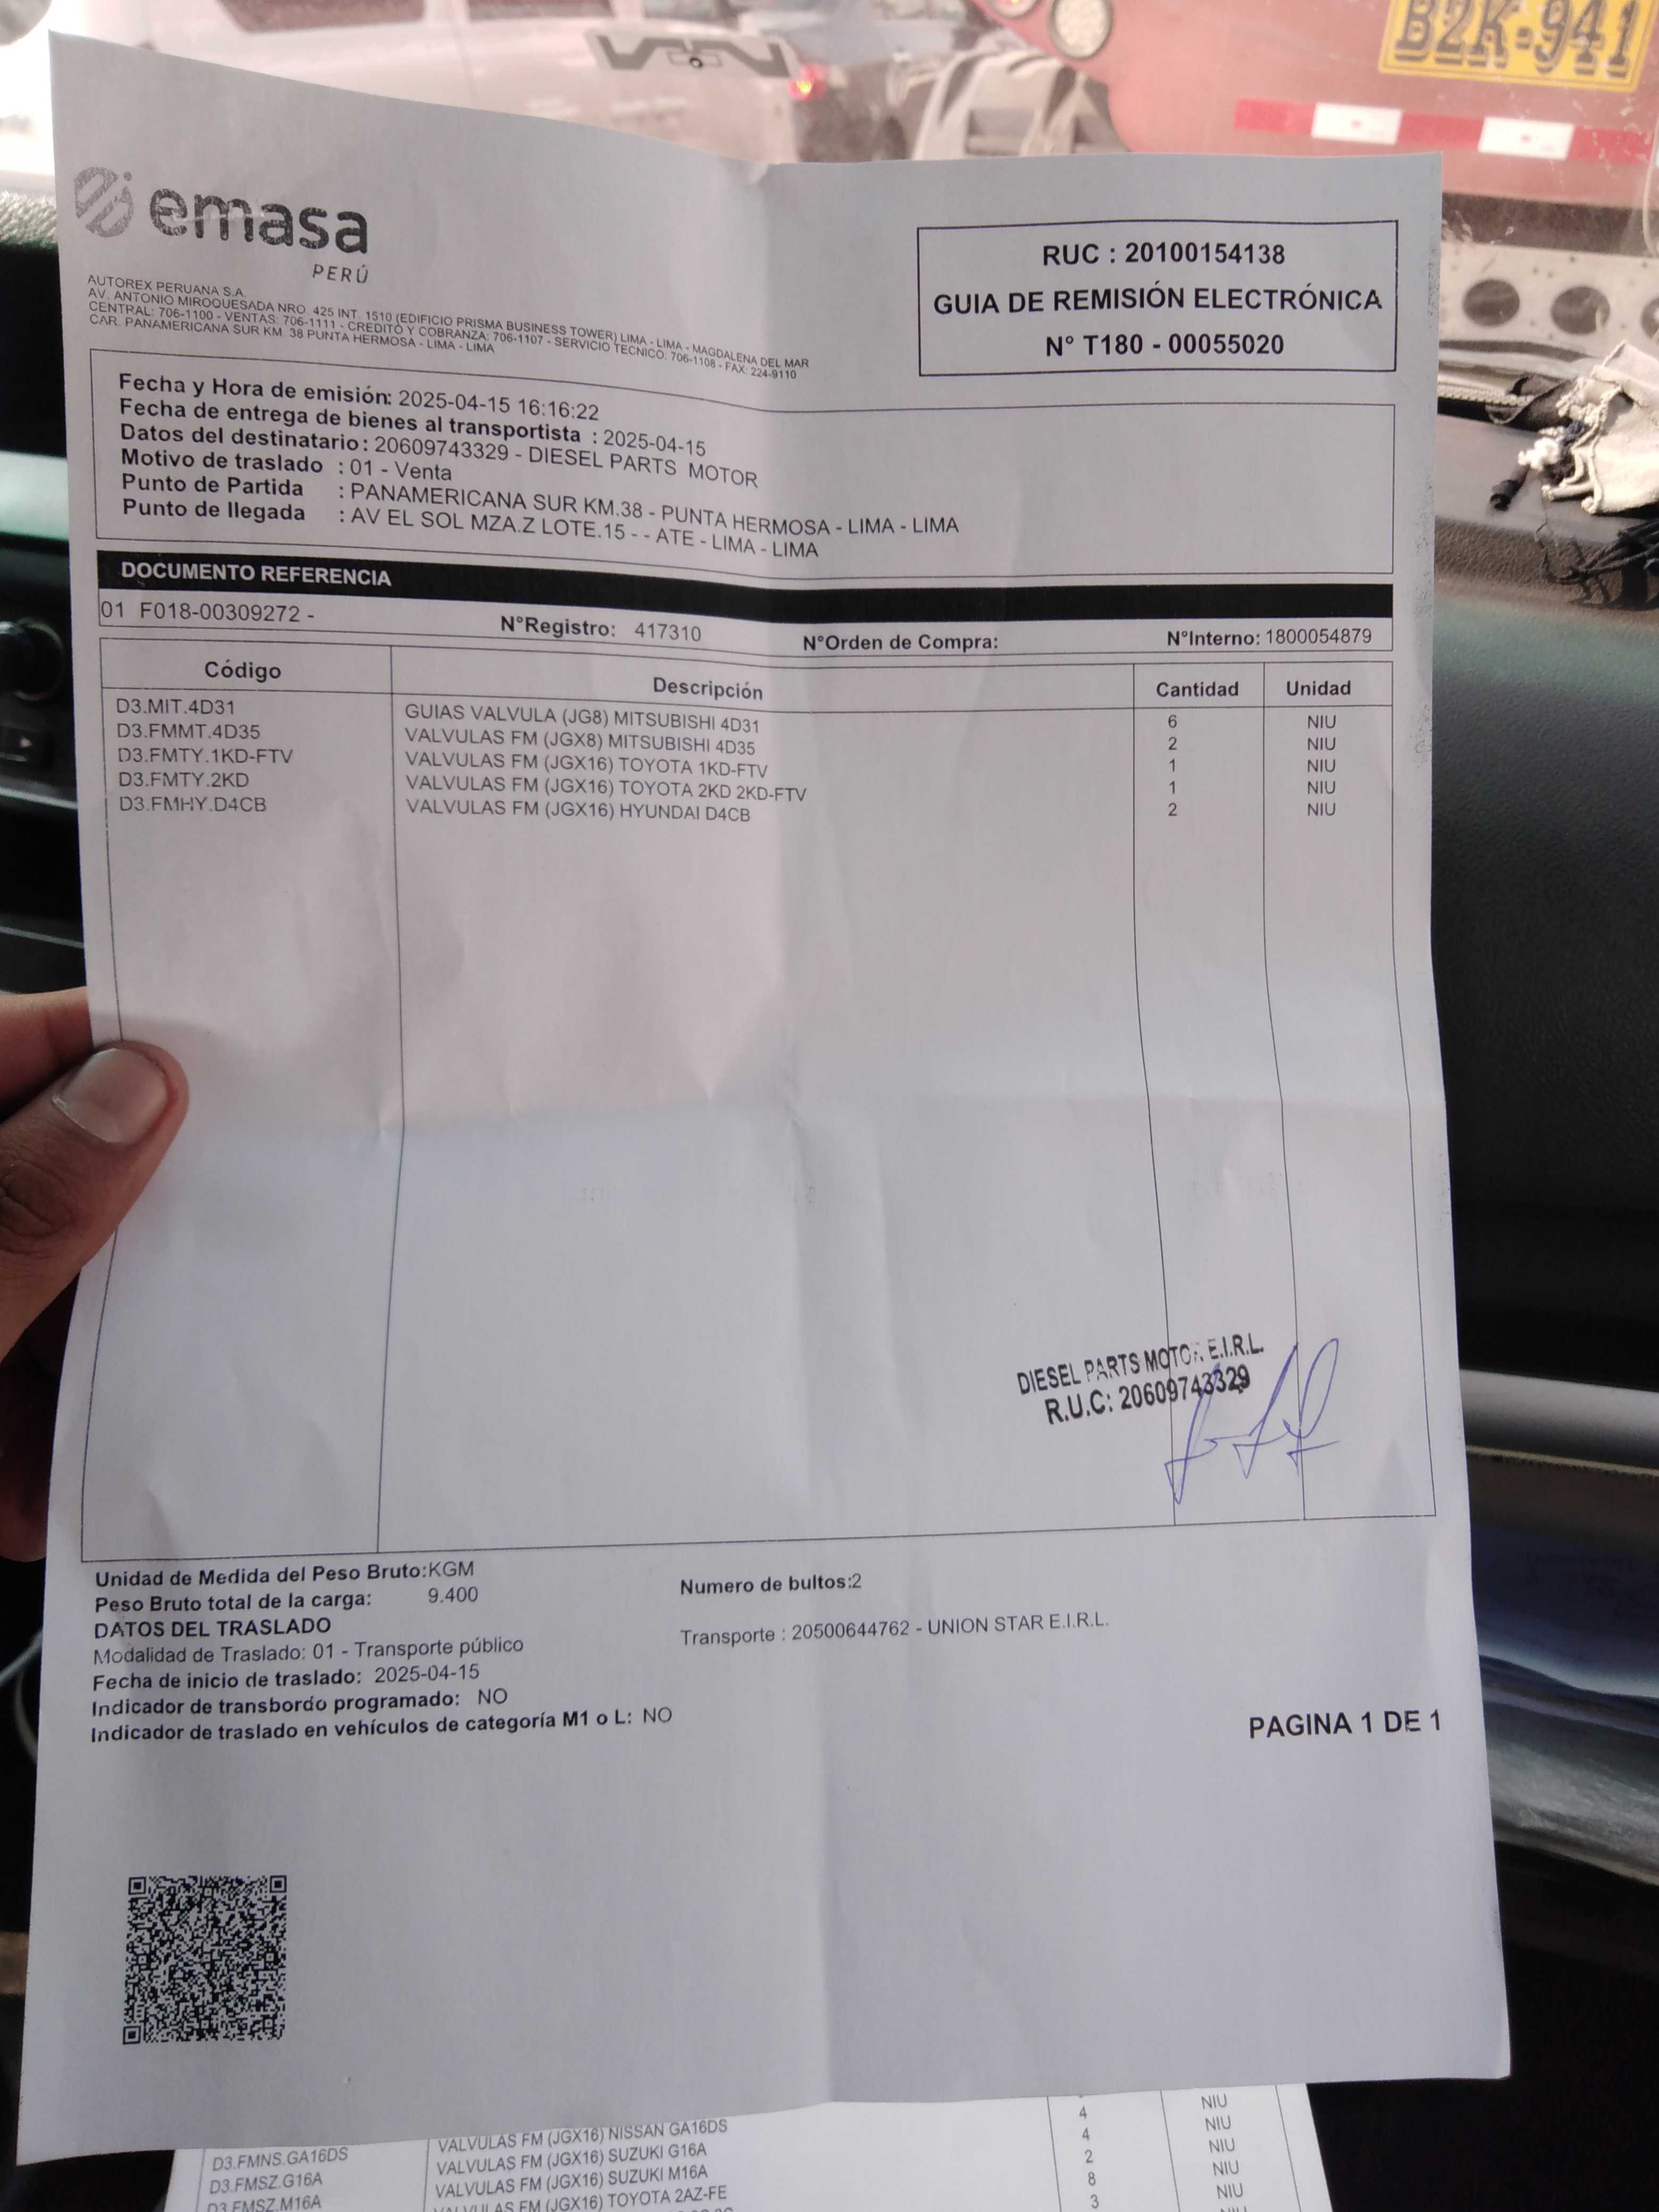 B2K-941
emasa
PERÚ
AUTOREX PERUANA S.A.
AV. ANTONIO MIROQUESADA NRO. 425 INT. 1510 (EDIFICIO PRISMA BUSINESS TOWER) LIMA - LIMA - MAGDALENA DEL MAR
CENTRAL: 706-1100 - VENTAS: 706-1111 - CREDITO Y COBRANZA: 706-1107 - SERVICIO TECNICO: 706-1108 - FAX: 224-9110
CAR. PANAMERICANA SUR KM. 38 PUNTA HERMOSA - LIMA - LIMA
RUC : 20100154138
GUIA DE REMISIÓN ELECTRÓNICA
N° T180 - 00055020
Fecha y Hora de emisión: 2025-04-15 16:16:22
Fecha de entrega de bienes al transportista : 2025-04-15
Datos del destinatario: 20609743329 - DIESEL PARTS MOTOR
Motivo de traslado : 01 - Venta
Punto de Partida : PANAMERICANA SUR KM.38 - PUNTA HERMOSA - LIMA - LIMA
Punto de llegada : AV EL SOL MZA.Z LOTE.15 - - ATE - LIMA - LIMA
DOCUMENTO REFERENCIA
01 F018-00309272 - N°Registro: 417310 N°Orden de Compra: N°Interno: 1800054879
Código Descripción Cantidad Unidad
D3.MIT.4D31 GUIAS VALVULA (JG8) MITSUBISHI 4D31 6 NIU
D3.FMMT.4D35 VALVULAS FM (JGX8) MITSUBISHI 4D35 2 NIU
D3.FMTY.1KD-FTV VALVULAS FM (JGX16) TOYOTA 1KD-FTV 1 NIU
D3.FMTY.2KD VALVULAS FM (JGX16) TOYOTA 2KD 2KD-FTV 1 NIU
D3.FMHY.D4CB VALVULAS FM (JGX16) HYUNDAI D4CB 2 NIU
DIESEL PARTS MOTOR E.I.R.L.
R.U.C: 20609743329
Unidad de Medida del Peso Bruto:KGM
Peso Bruto total de la carga: 9.400
Numero de bultos:2
DATOS DEL TRASLADO
Modalidad de Traslado: 01 - Transporte público
Transporte : 20500644762 - UNION STAR E.I.R.L.
Fecha de inicio de traslado: 2025-04-15
Indicador de transbordo programado: NO
Indicador de traslado en vehículos de categoría M1 o L: NO
PAGINA 1 DE 1
D3.FMNS.GA16DS VALVULAS FM (JGX16) NISSAN GA16DS 4 NIU
D3.FMSZ.G16A VALVULAS FM (JGX16) SUZUKI G16A 4 NIU
D3.FMSZ.M16A VALVULAS FM (JGX16) SUZUKI M16A 2 NIU
VALVULAS FM (JGX16) TOYOTA 2AZ-FE 8 NIU
3 NIU